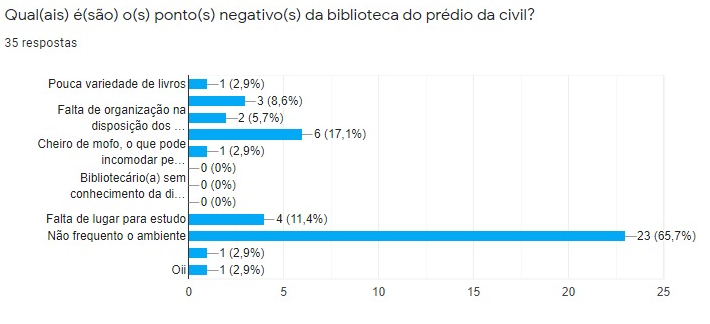 Qual(ais) é(são) o(s) ponto(s) negativo(s) da biblioteca do prédio da civil?
35 respostas
Pouca variedade de livros
1 (2,9%)
3 (8,6%)
Falta de organização na
disposição dos ...
2 (5,7%)
6 (17,1%)
Cheiro de mofo, o que pode
incomodar pe...
1 (2,9%)
0 (0%)
Bibliotecário(a) sem
conhecimento da di...
0 (0%)
0 (0%)
Falta de lugar para estudo
4 (11,4%)
Não frequento o ambiente
23 (65,7%)
1 (2,9%)
Oii
1 (2,9%)
0
5
10
15
20
25